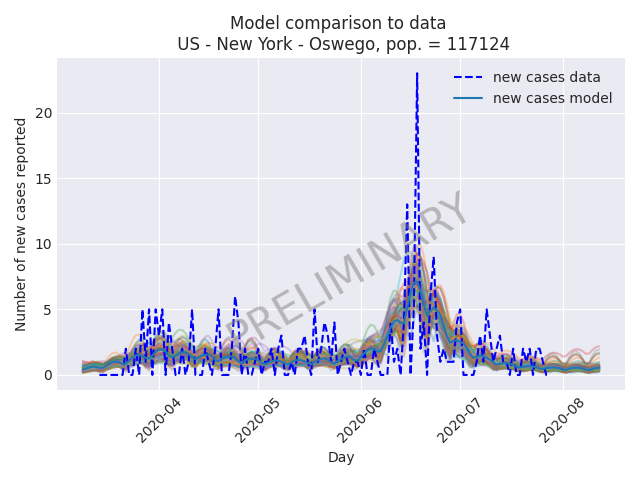 Model comparison to data
US - New York - Oswego, pop. = 117124
new cases data
new cases model
PRELIMINARY
Number of new cases reported
20
15
10
5
0
2020-04
2020-05
2020-06
2020-07
2020-08
Day